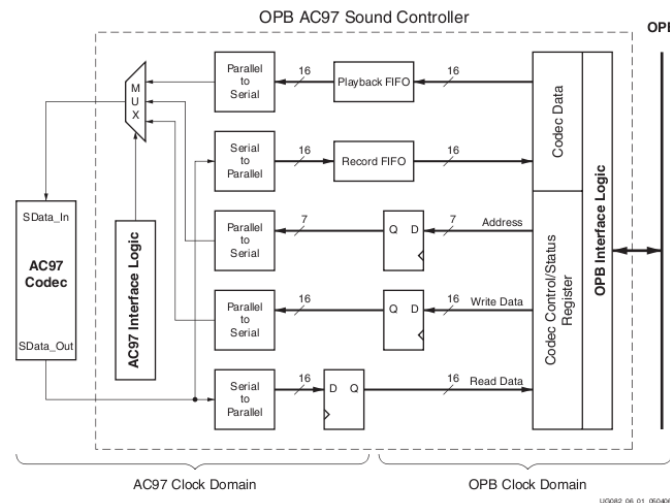 OPB AC97 Sound Controller
OPB
Parallel
to
Serial
16
Playback FIFO
16
M
U
X
Codec Data
Serial
to
Parallel
16
Record FIFO
16
SData_In
AC97
Codec
SData_Out
AC97 Interface Logic
Parallel
to
Serial
7
Q D
7
Address
Codec Control/Status
Register
OPB Interface Logic
Parallel
to
Serial
16
Q D
16
Write Data
Serial
to
Parallel
16
D Q
16
Read Data
AC97 Clock Domain
OPB Clock Domain